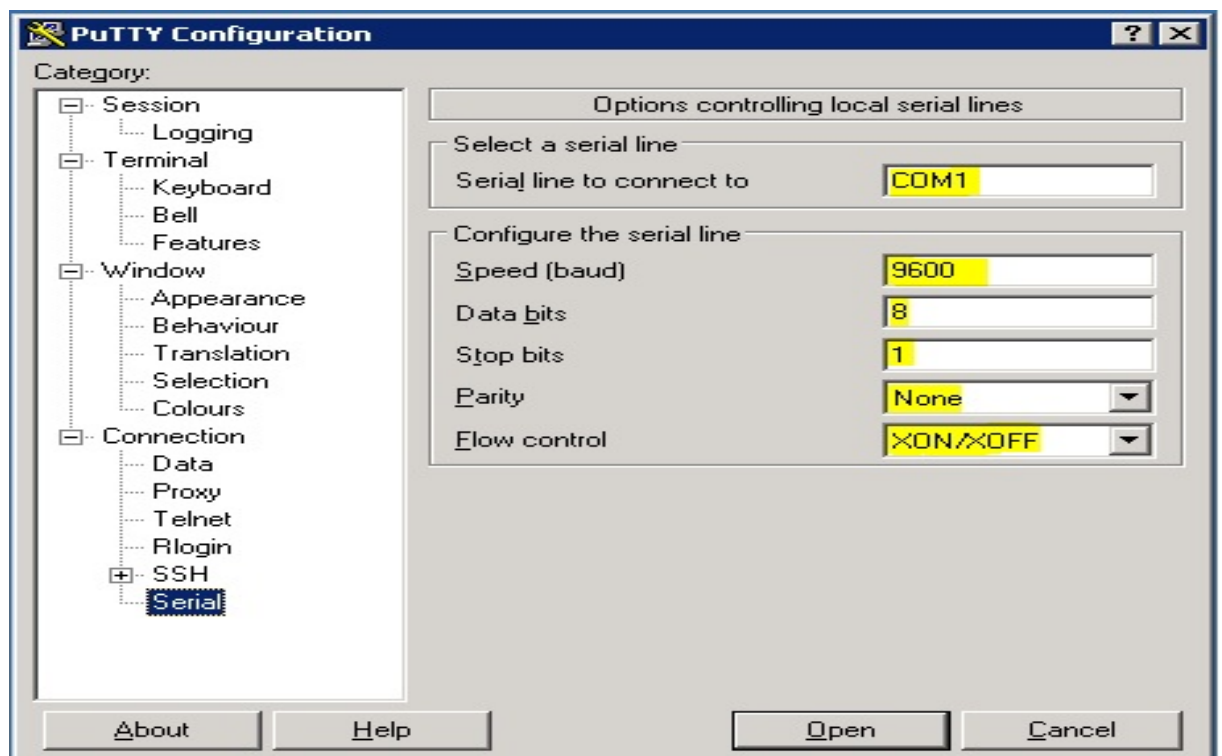 PuTTY Configuration
Category:
Session
Logging
Terminal
Keyboard
Bell
Features
Window
Appearance
Behaviour
Translation
Selection
Colours
Connection
Data
Proxy
Telnet
Rlogin
SSH
Serial
Options controlling local serial lines
Select a serial line
Serial line to connect to COM1
Configure the serial line
Speed (baud) 9600
Data bits 8
Stop bits 1
Parity None
Flow control XON/XOFF
About Help Open Cancel